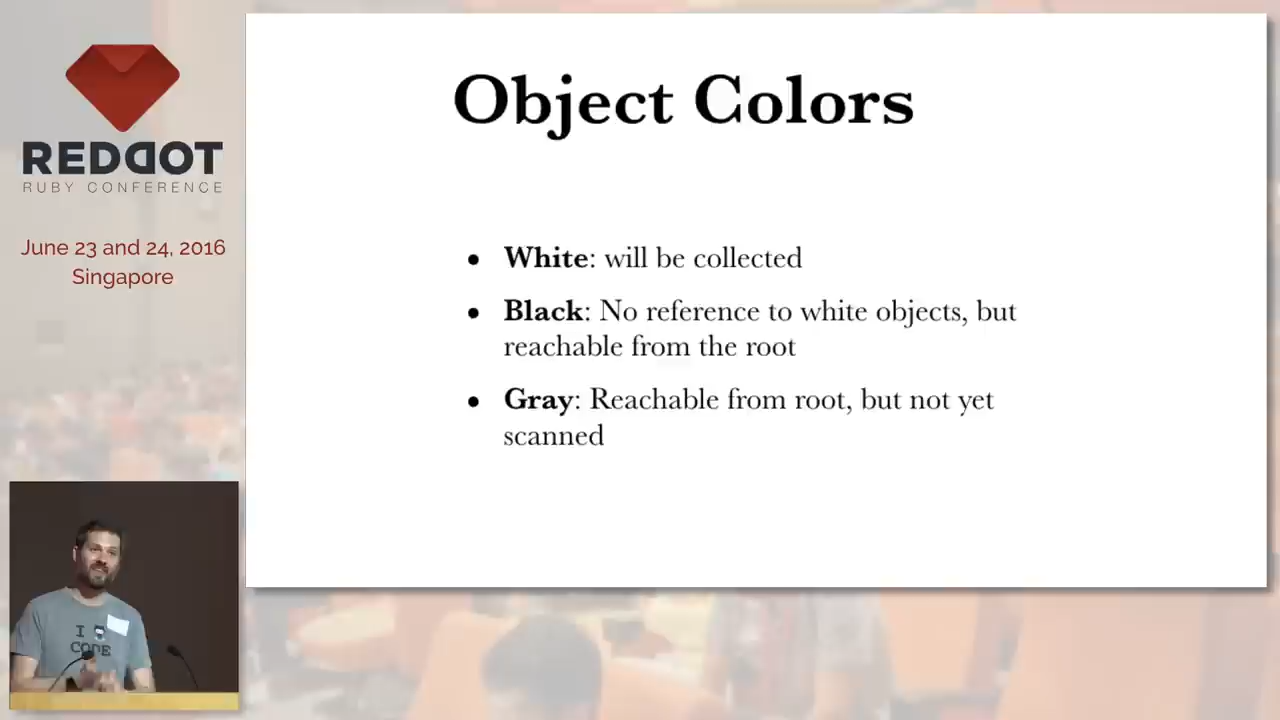 REDDOT
RUBY CONFERENCE
June 23 and 24, 2016
Singapore
Object Colors
• White: will be collected
• Black: No reference to white objects, but
reachable from the root
• Gray: Reachable from root, but not yet
scanned
I
CODE